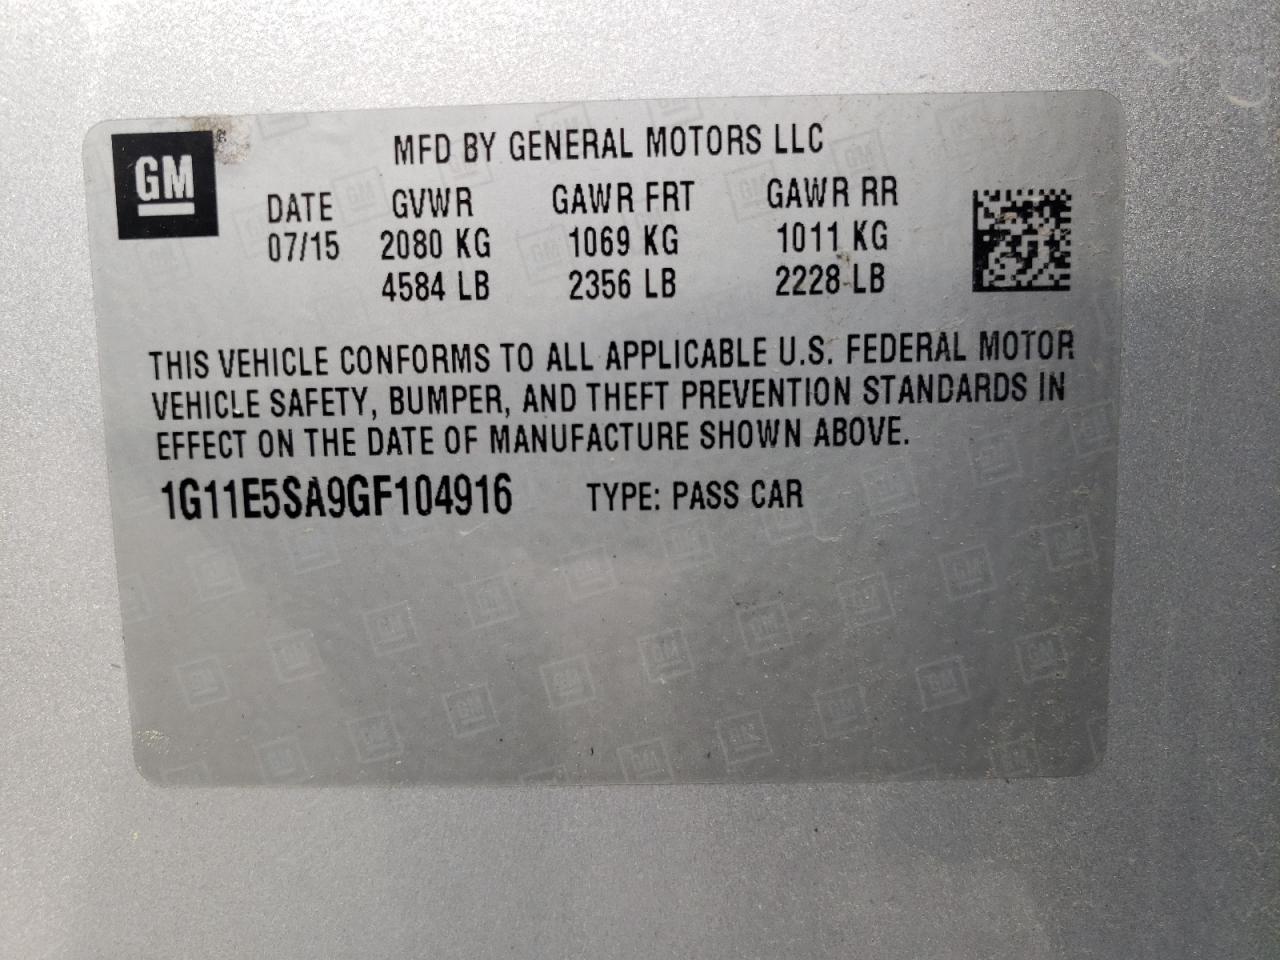 GM
MFD BY GENERAL MOTORS LLC
DATE GVWR GAWR FRT GAWR RR
07/15 2080 KG 1069 KG 1011 KG
4584 LB 2356 LB 2228 LB
THIS VEHICLE CONFORMS TO ALL APPLICABLE U.S. FEDERAL MOTOR
VEHICLE SAFETY, BUMPER, AND THEFT PREVENTION STANDARDS IN
EFFECT ON THE DATE OF MANUFACTURE SHOWN ABOVE.
1G11E5SA9GF104916 TYPE: PASS CAR